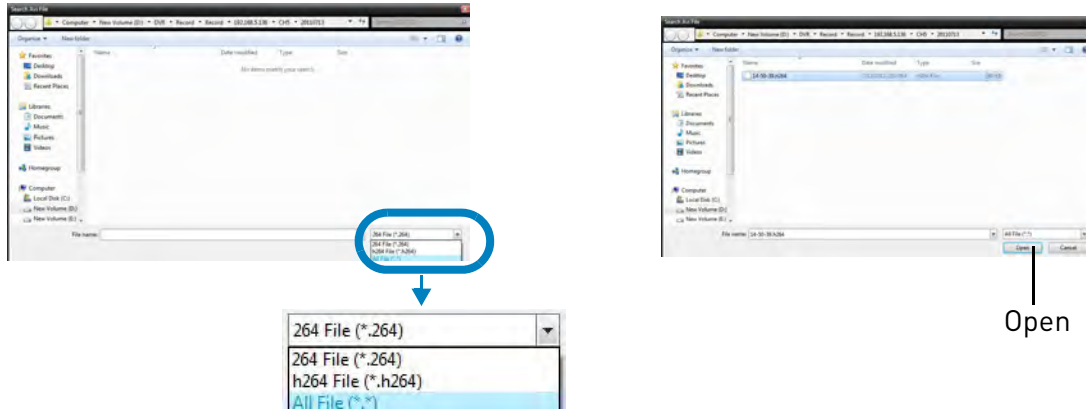 Search Avi File
Computer • New Volume (D:) • DVR • Record • Record • 192.168.5.136 • CH5 • 20110713
Organize
New folder
Name
Date modified
Type
Size
No items match your search.
Favorites
Desktop
Downloads
Recent Places
Libraries
Documents
Music
Pictures
Videos
Homegroup
Computer
Local Disk (C:)
New Volume (D:)
New Volume (E:)
File name:
264 File (*.264)
264 File (*.264)
h264 File (*.h264)
All File (*.*)
264 File (*.264)
264 File (*.264)
h264 File (*.h264)
All File (*.*)
Search Avi File
Computer • New Volume (D:) • DVR • Record • Record • 192.168.5.136 • CH5 • 20110713
Organize
New folder
Name
Date modified
Type
Size
Favorites
Desktop
Downloads
Recent Places
14-50-38.h264
Libraries
Documents
Music
Pictures
Videos
Homegroup
Computer
Local Disk (C:)
New Volume (D:)
New Volume (E:)
File name: 14-50-38.h264
All File (*.*)
Open
Cancel
Open